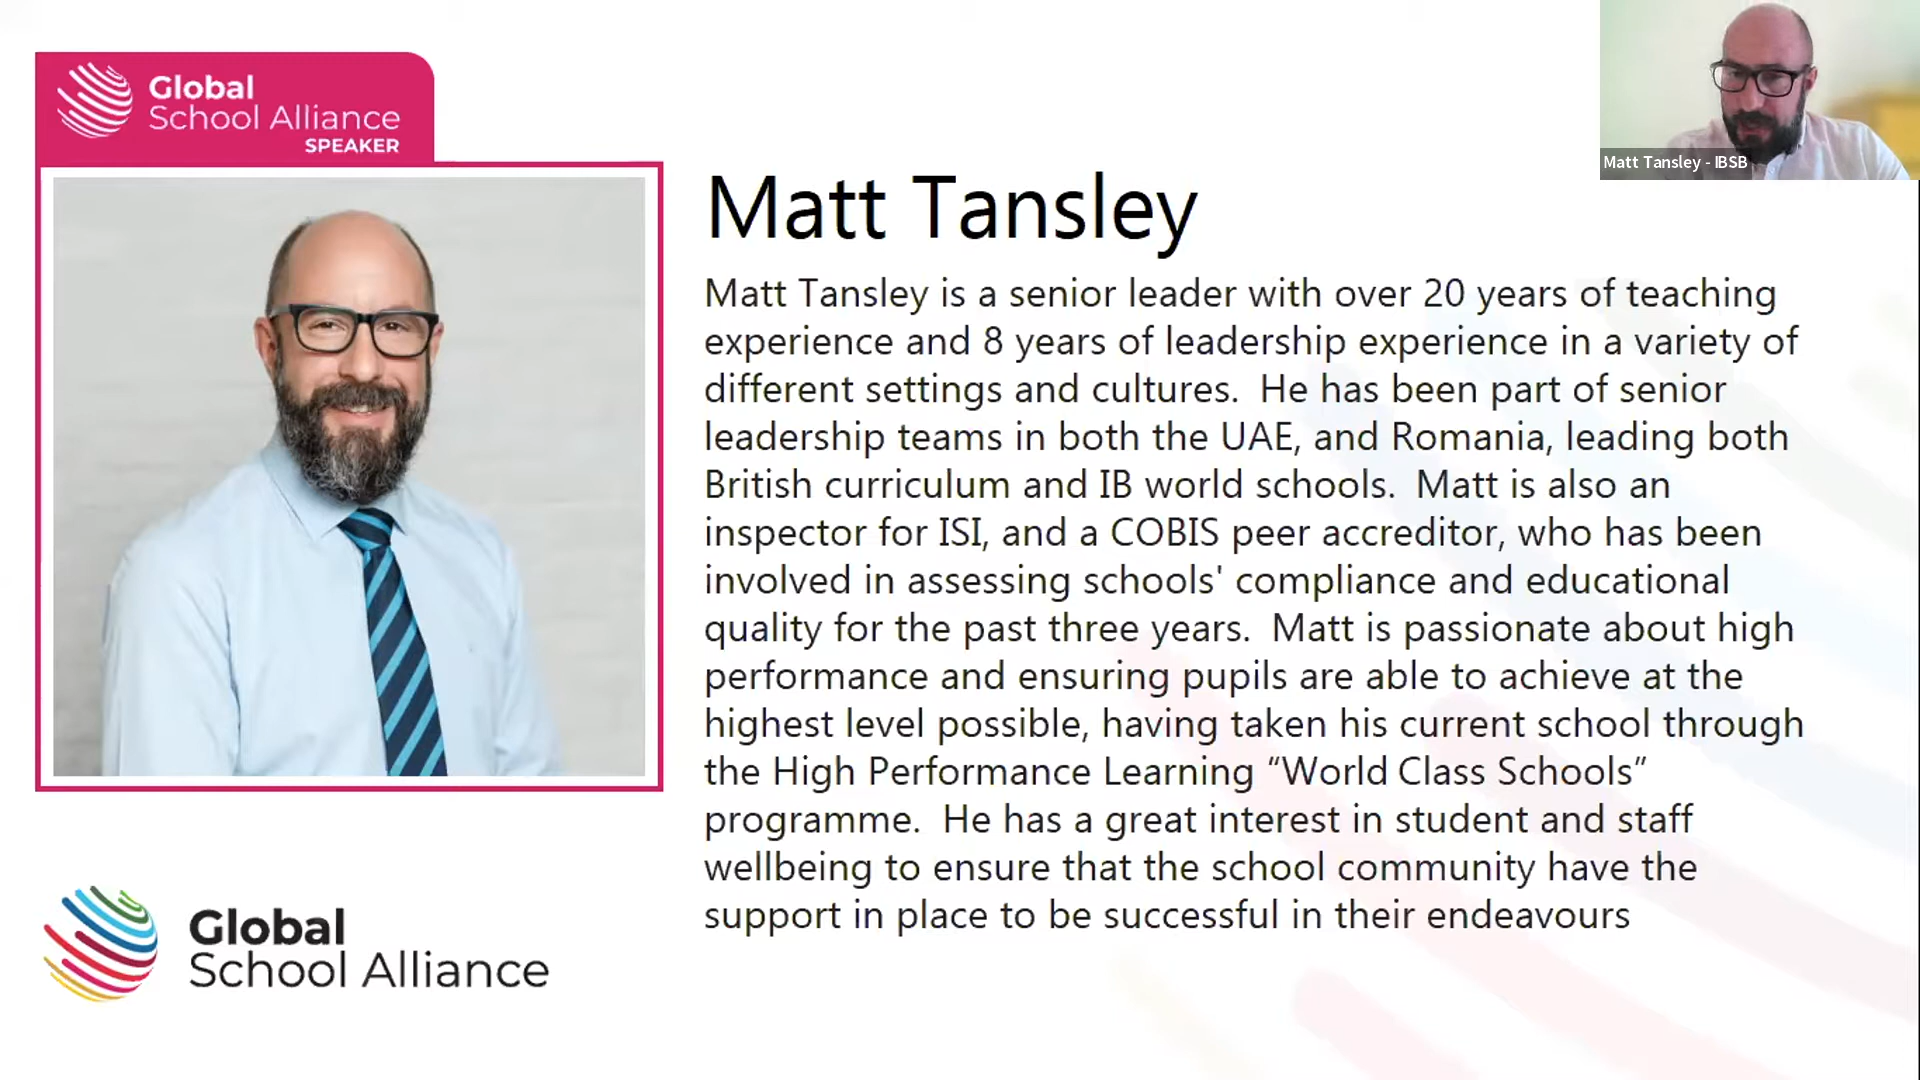 Global
School Alliance
SPEAKER
Matt Tansley - IBSB
Matt Tansley
Matt Tansley is a senior leader with over 20 years of teaching
experience and 8 years of leadership experience in a variety of
different settings and cultures.  He has been part of senior
leadership teams in both the UAE, and Romania, leading both
British curriculum and IB world schools.  Matt is also an
inspector for ISI, and a COBIS peer accreditor, who has been
involved in assessing schools' compliance and educational
quality for the past three years.  Matt is passionate about high
performance and ensuring pupils are able to achieve at the
highest level possible, having taken his current school through
the High Performance Learning “World Class Schools”
programme.  He has a great interest in student and staff
wellbeing to ensure that the school community have the
support in place to be successful in their endeavours
Global
School Alliance